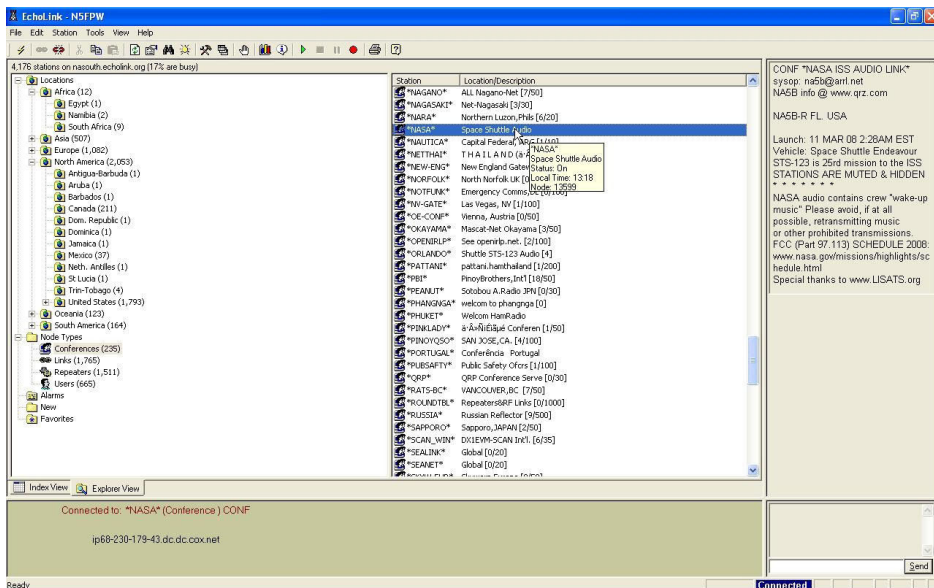 EchoLink - N5FPW
File Edit Station Tools View Help
4,176 stations on nasouth.echolink.org (17% are busy)
Locations
Africa (12)
Egypt (1)
Namibia (2)
South Africa (9)
Asia (507)
Europe (1,082)
North America (2,053)
Antigua-Barbuda (1)
Aruba (1)
Barbados (1)
Canada (211)
Dom. Republic (1)
Dominica (1)
Jamaica (1)
Mexico (37)
Neth. Antilles (1)
St Lucia (1)
Trin-Tobago (4)
United States (1,793)
Oceania (123)
South America (164)
Node Types
Conferences (235)
Links (1,765)
Repeaters (1,511)
Users (665)
Alarms
New
Favorites
Index View Explorer View
Station Location/Description
*NAGANO* ALL Nagano-Net [7/50]
*NAGASAKI* Net-Nagasaki [3/30]
*NARA* Northern Luzon,Phils [6/20]
*NASA* Space Shuttle Audio
*NAUTICA* Capital Federal, ARG [1/10]
*NETTHAI* T H A I L A N D
*NEW-ENG* New England
*NORFOLK* North Norfolk UK
*NOTFUNK* Emergency Comms,
*NV-GATE* Las Vegas, NV [1/100]
*OE-CONF* Vienna, Austria [0/50]
*OKAYAMA* Mascat-Net Okayama [3/50]
*OPENIRLP* See openirlp.net. [2/100]
*ORLANDO* Shuttle STS-123 Audio [4]
*PATTANI* pattani.hamthailand [1/200]
*PBI* PinoyBrothers,Int'l [18/50]
*PEANUT* Sotobou A.Radio JPN [0/30]
*PHANGNGA* welcom to phangnga [0]
*PHUKET* Welcom HamRadio
*PINKLADY* Conferen [1/50]
*PINOYQSO* SAN JOSE,CA. [4/100]
*PORTUGAL* Conferência Portugal
*PUBSAFTY* Public Safety Ofcrs [1/100]
*QRP* QRP Conference Serve [0/30]
*RATS-BC* VANCOUVER,BC [7/50]
*ROUNDTBL* Repeaters&RF Links [0/1000]
*RUSSIA* Russian Reflector [9/500]
*SAPPORO* Sapporo,JAPAN [2/50]
*SCAN_WIN* DX1EVM-SCAN Int'l. [6/35]
*SEALINK* Global [0/20]
*SEANET* Global [0/20]
*NASA*
Space Shuttle Audio
Status: On
Local Time: 13:18
Node: 13599
CONF *NASA ISS AUDIO LINK*
sysop: na5b@arrl.net
NA5B info @ www.qrz.com
NA5B-R FL. USA
Launch: 11 MAR 08 2:28AM EST
Vehicle: Space Shuttle Endeavour
STS-123 is 25rd mission to the ISS
STATIONS ARE MUTED & HIDDEN
* * * * * * *
NASA audio contains crew "wake-up
music" Please avoid, if at all
possible, retransmitting music
or other prohibited transmissions.
FCC (Part 97.113) SCHEDULE 2008:
www.nasa.gov/missions/highlights/sc
hedule.html
Special thanks to www.LISATS.org
Connected to: *NASA* (Conference ) CONF
ip68-230-179-43.dc.dc.cox.net
Send
Ready
Connected